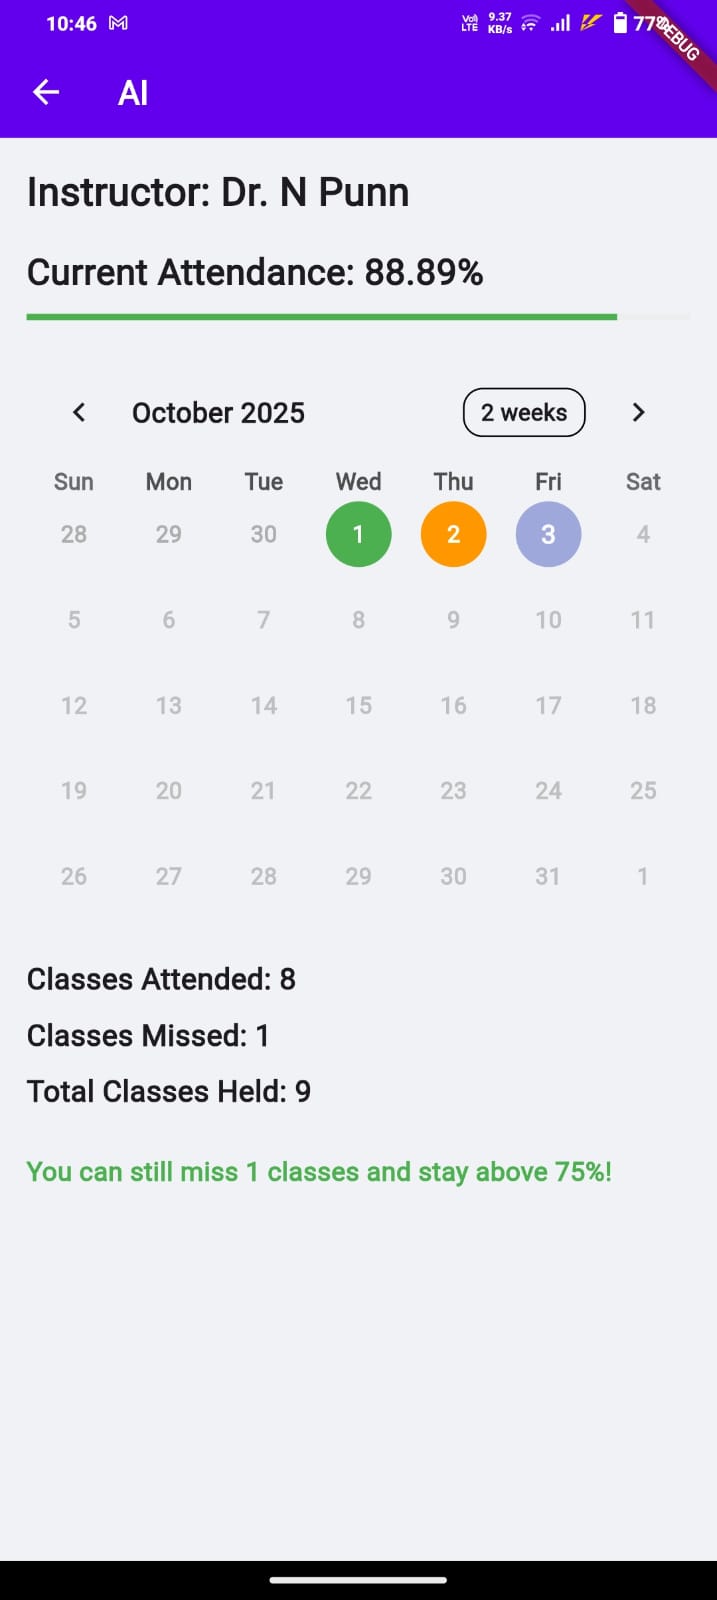 10:46 Vo) LTE 9.37 KB/s 77% DEBUG
AI
Instructor: Dr. N Punn
Current Attendance: 88.89%
October 2025 2 weeks
Sun Mon Tue Wed Thu Fri Sat
28 29 30 1 2 3 4
5 6 7 8 9 10 11
12 13 14 15 16 17 18
19 20 21 22 23 24 25
26 27 28 29 30 31 1
Classes Attended: 8
Classes Missed: 1
Total Classes Held: 9
You can still miss 1 classes and stay above 75%!